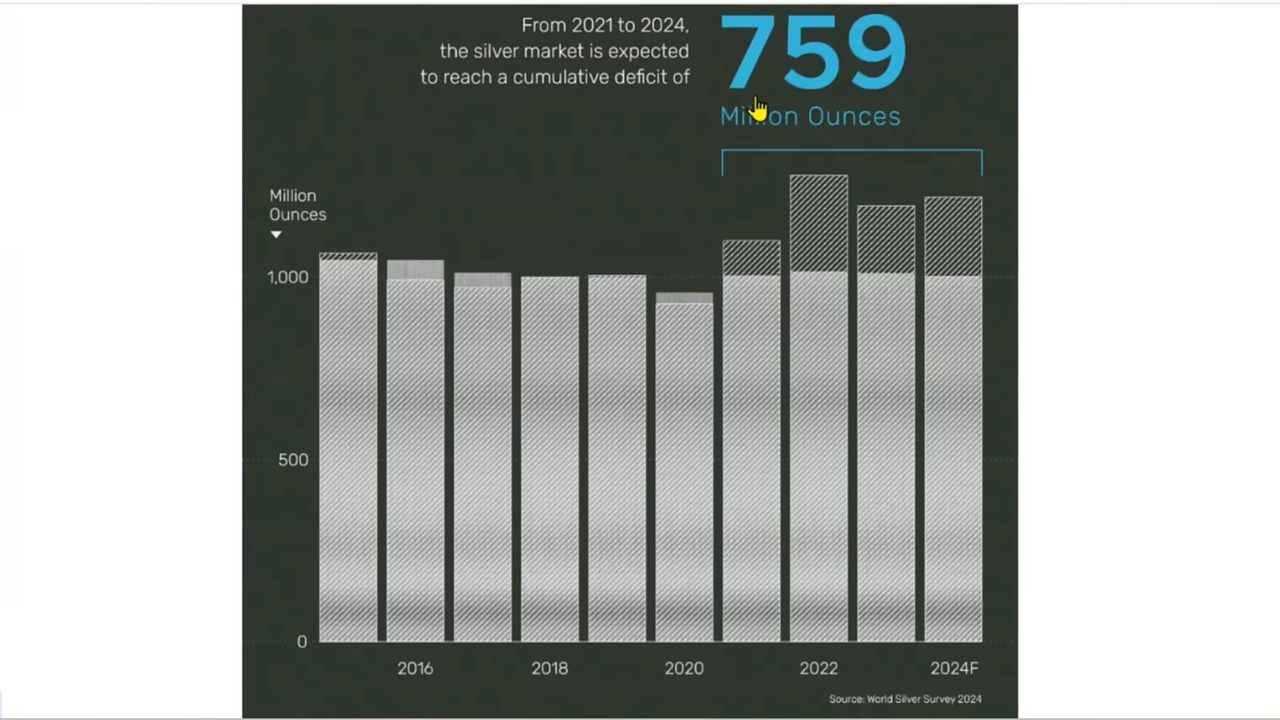 From 2021 to 2024,
the silver market is expected
to reach a cumulative deficit of
759
Million Ounces
Million
Ounces
1,000
500
0
2016
2018
2020
2022
2024F
Source: World Silver Survey 2024